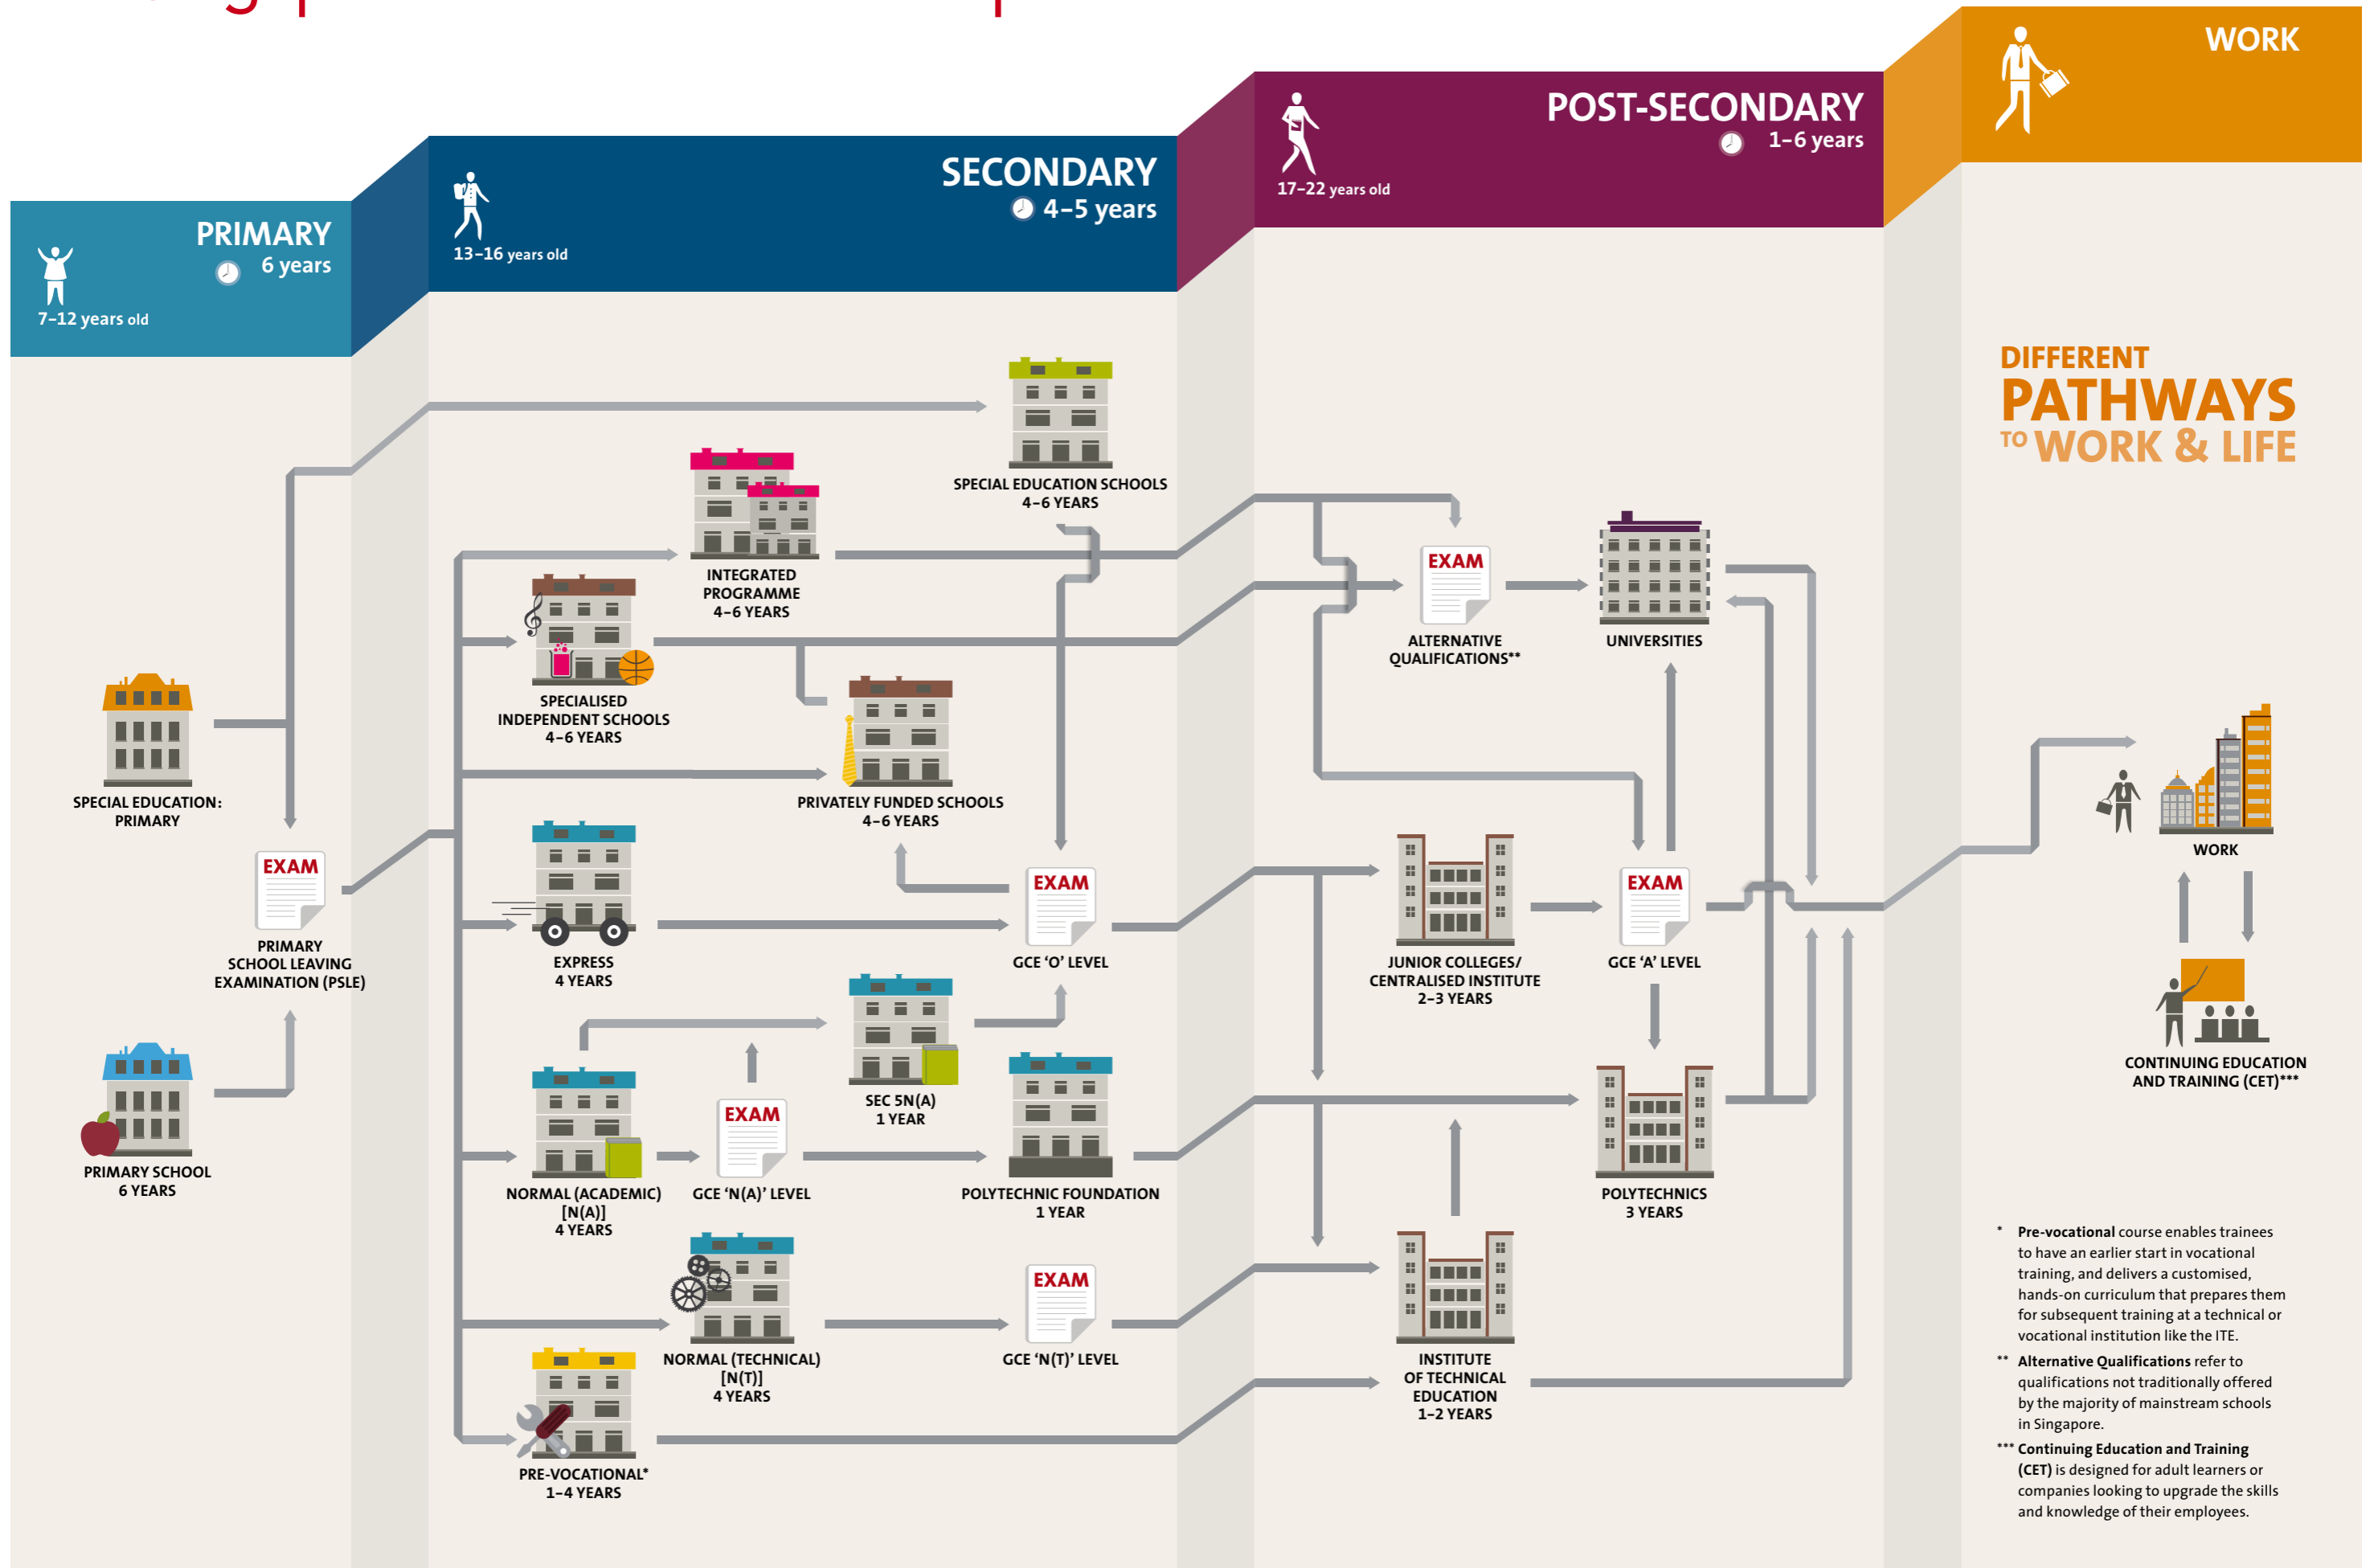 PRIMARY
6 years
7–12 years old
SECONDARY
4–5 years
13–16 years old
POST-SECONDARY
1–6 years
17–22 years old
WORK
DIFFERENT
PATHWAYS
TO WORK & LIFE
SPECIAL EDUCATION:
PRIMARY
EXAM
PRIMARY
SCHOOL LEAVING
EXAMINATION (PSLE)
PRIMARY SCHOOL
6 YEARS
SPECIAL EDUCATION SCHOOLS
4–6 YEARS
INTEGRATED
PROGRAMME
4–6 YEARS
SPECIALISED
INDEPENDENT SCHOOLS
4–6 YEARS
PRIVATELY FUNDED SCHOOLS
4–6 YEARS
EXPRESS
4 YEARS
EXAM
GCE ‘O’ LEVEL
SEC 5N(A)
1 YEAR
NORMAL (ACADEMIC)
[N(A)]
4 YEARS
EXAM
GCE ‘N(A)’ LEVEL
POLYTECHNIC FOUNDATION
1 YEAR
NORMAL (TECHNICAL)
[N(T)]
4 YEARS
EXAM
GCE ‘N(T)’ LEVEL
PRE-VOCATIONAL*
1–4 YEARS
EXAM
ALTERNATIVE
QUALIFICATIONS**
UNIVERSITIES
JUNIOR COLLEGES/
CENTRALISED INSTITUTE
2–3 YEARS
EXAM
GCE ‘A’ LEVEL
POLYTECHNICS
3 YEARS
INSTITUTE
OF TECHNICAL
EDUCATION
1–2 YEARS
WORK
CONTINUING EDUCATION
AND TRAINING (CET)***
* Pre-vocational course enables trainees
to have an earlier start in vocational
training, and delivers a customised,
hands-on curriculum that prepares them
for subsequent training at a technical or
vocational institution like the ITE.
** Alternative Qualifications refer to
qualifications not traditionally offered
by the majority of mainstream schools
in Singapore.
*** Continuing Education and Training
(CET) is designed for adult learners or
companies looking to upgrade the skills
and knowledge of their employees.